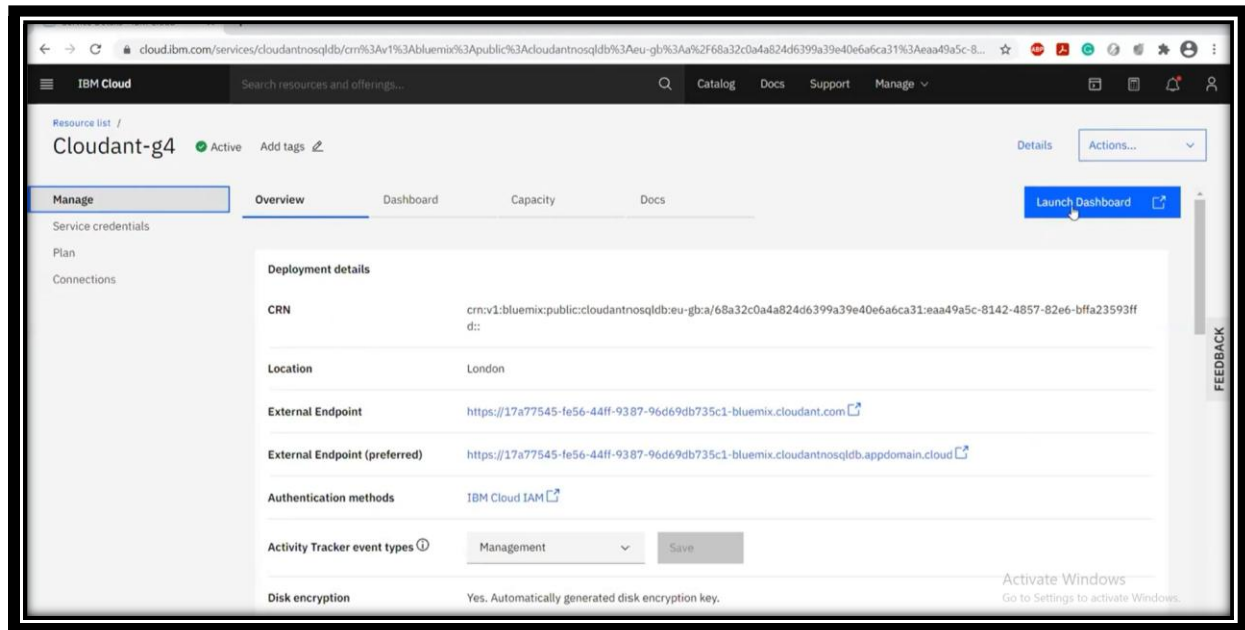 cloud.ibm.com/services/cloudantnosqldb/crn%3Av1%3Abluemix%3Apublic%3Acloudantnosqldb%3Aeu-gb%3Aa%2F68a32c0a4a824d6399a39e40e6a6ca31%3Aeaa49a5c-8...
IBM Cloud Search resources and offerings... Catalog Docs Support Manage
Resource list /
Cloudant-g4 Active Add tags Details Actions...
Manage Overview Dashboard Capacity Docs Launch Dashboard
Service credentials
Plan
Connections
Deployment details
CRN crn:v1:bluemix:public:cloudantnosqldb:eu-gb:a/68a32c0a4a824d6399a39e40e6a6ca31:eaa49a5c-8142-4857-82e6-bffa23593ff
d::
Location London
External Endpoint https://17a77545-fe56-44ff-9387-96d69db735c1-bluemix.cloudant.com
External Endpoint (preferred) https://17a77545-fe56-44ff-9387-96d69db735c1-bluemix.cloudantnosqldb.appdomain.cloud
Authentication methods IBM Cloud IAM
Activity Tracker event types Management Save
Disk encryption Yes. Automatically generated disk encryption key.
FEEDBACK
Activate Windows
Go to Settings to activate Windows.